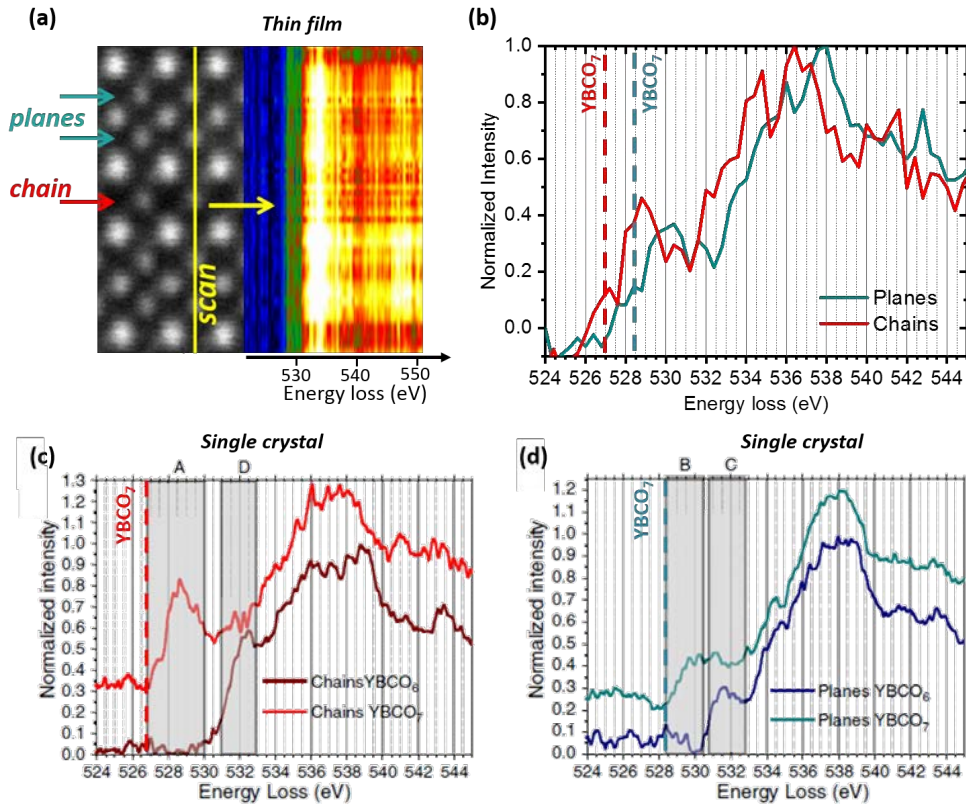 (a)
Thin film
planes
chain
scan
530
540
550
Energy loss (eV)
(b)
1.0
0.8
0.6
0.4
0.2
0.0
Normalized Intensity
YBCO₇
YBCO₇
Planes
Chains
524 526 528 530 532 534 536 538 540 542 544
Energy loss (eV)
(c)
Single crystal
A
D
YBCO₇
1.3
1.2
1.1
1.0
0.9
0.8
0.7
0.6
0.5
0.4
0.3
0.2
0.1
0.0
Normalized intensity
ChainsYBCO₆
Chains YBCO₇
524 526 528 530 532 534 536 538 540 542 544
Energy Loss (eV)
(d)
Single crystal
B
C
YBCO₇
1.2
1.1
1.0
0.9
0.8
0.7
0.6
0.5
0.4
0.3
0.2
0.1
0.0
Normalized intensity
Planes YBCO₆
Planes YBCO₇
524 526 528 530 532 534 536 538 540 542 544
Energy Loss (eV)